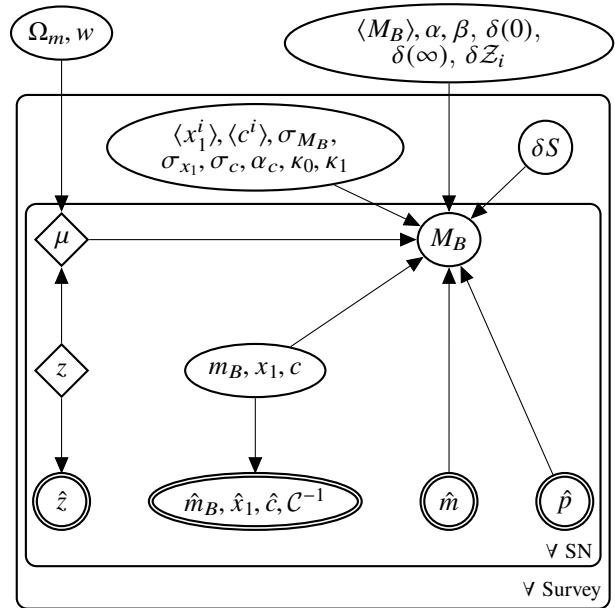 Ω_m, w
⟨M_B⟩, α, β, δ(0),
δ(∞), δ𝒵_i
⟨x_1^i⟩, ⟨c^i⟩, σ_{M_B},
σ_{x_1}, σ_c, α_c, κ_0, κ_1
δS
μ
M_B
z
m_B, x_1, c
ẑ
m̂_B, x̂_1, ĉ, 𝒞^{-1}
m̂
p̂
∀ SN
∀ Survey